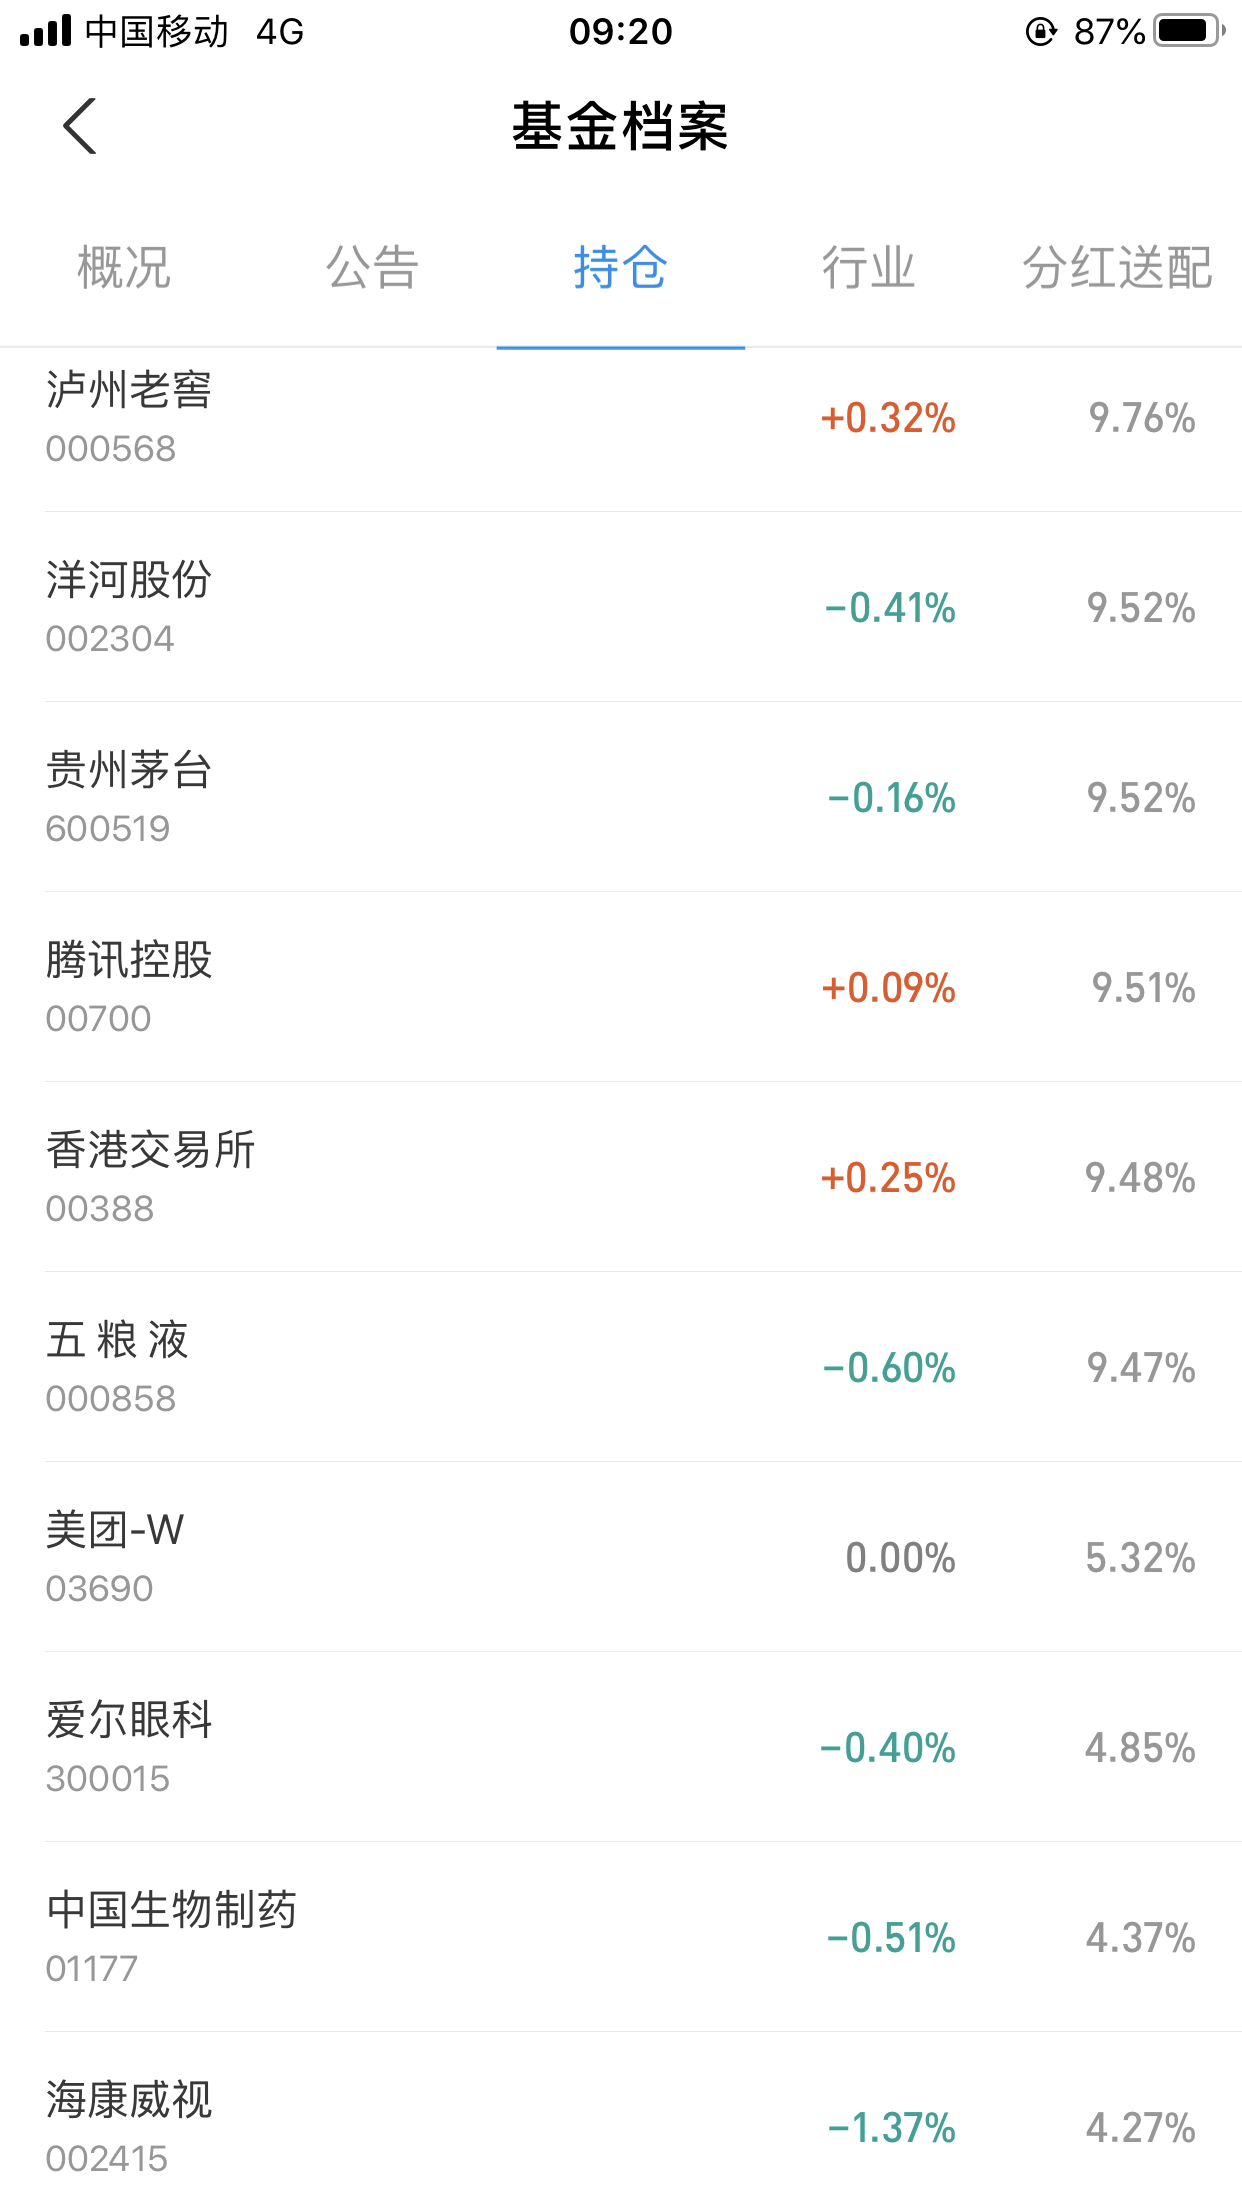 中国移动 4G 09:20 87%
基金档案
概况 公告 持仓 行业 分红送配
泸州老窖
000568
+0.32% 9.76%
洋河股份
002304
-0.41% 9.52%
贵州茅台
600519
-0.16% 9.52%
腾讯控股
00700
+0.09% 9.51%
香港交易所
00388
+0.25% 9.48%
五 粮 液
000858
-0.60% 9.47%
美团-W
03690
0.00% 5.32%
爱尔眼科
300015
-0.40% 4.85%
中国生物制药
01177
-0.51% 4.37%
海康威视
002415
-1.37% 4.27%